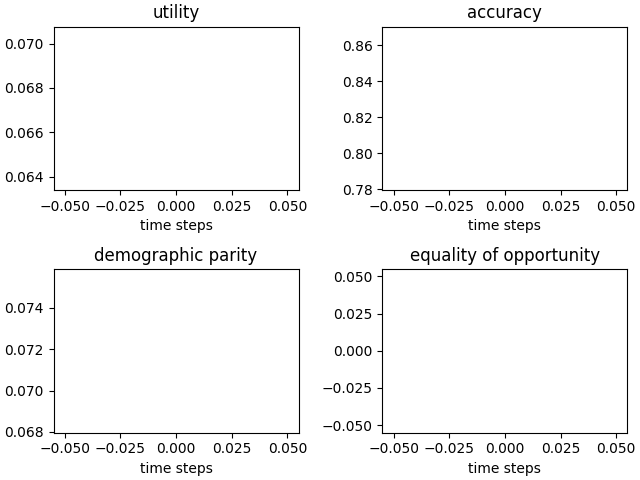 utility
0.070
0.068
0.066
0.064
−0.050 −0.025 0.000 0.025 0.050
time steps
accuracy
0.86
0.84
0.82
0.80
0.78
−0.050 −0.025 0.000 0.025 0.050
time steps
demographic parity
0.074
0.072
0.070
0.068
−0.050 −0.025 0.000 0.025 0.050
time steps
equality of opportunity
0.050
0.025
0.000
−0.025
−0.050
−0.050 −0.025 0.000 0.025 0.050
time steps